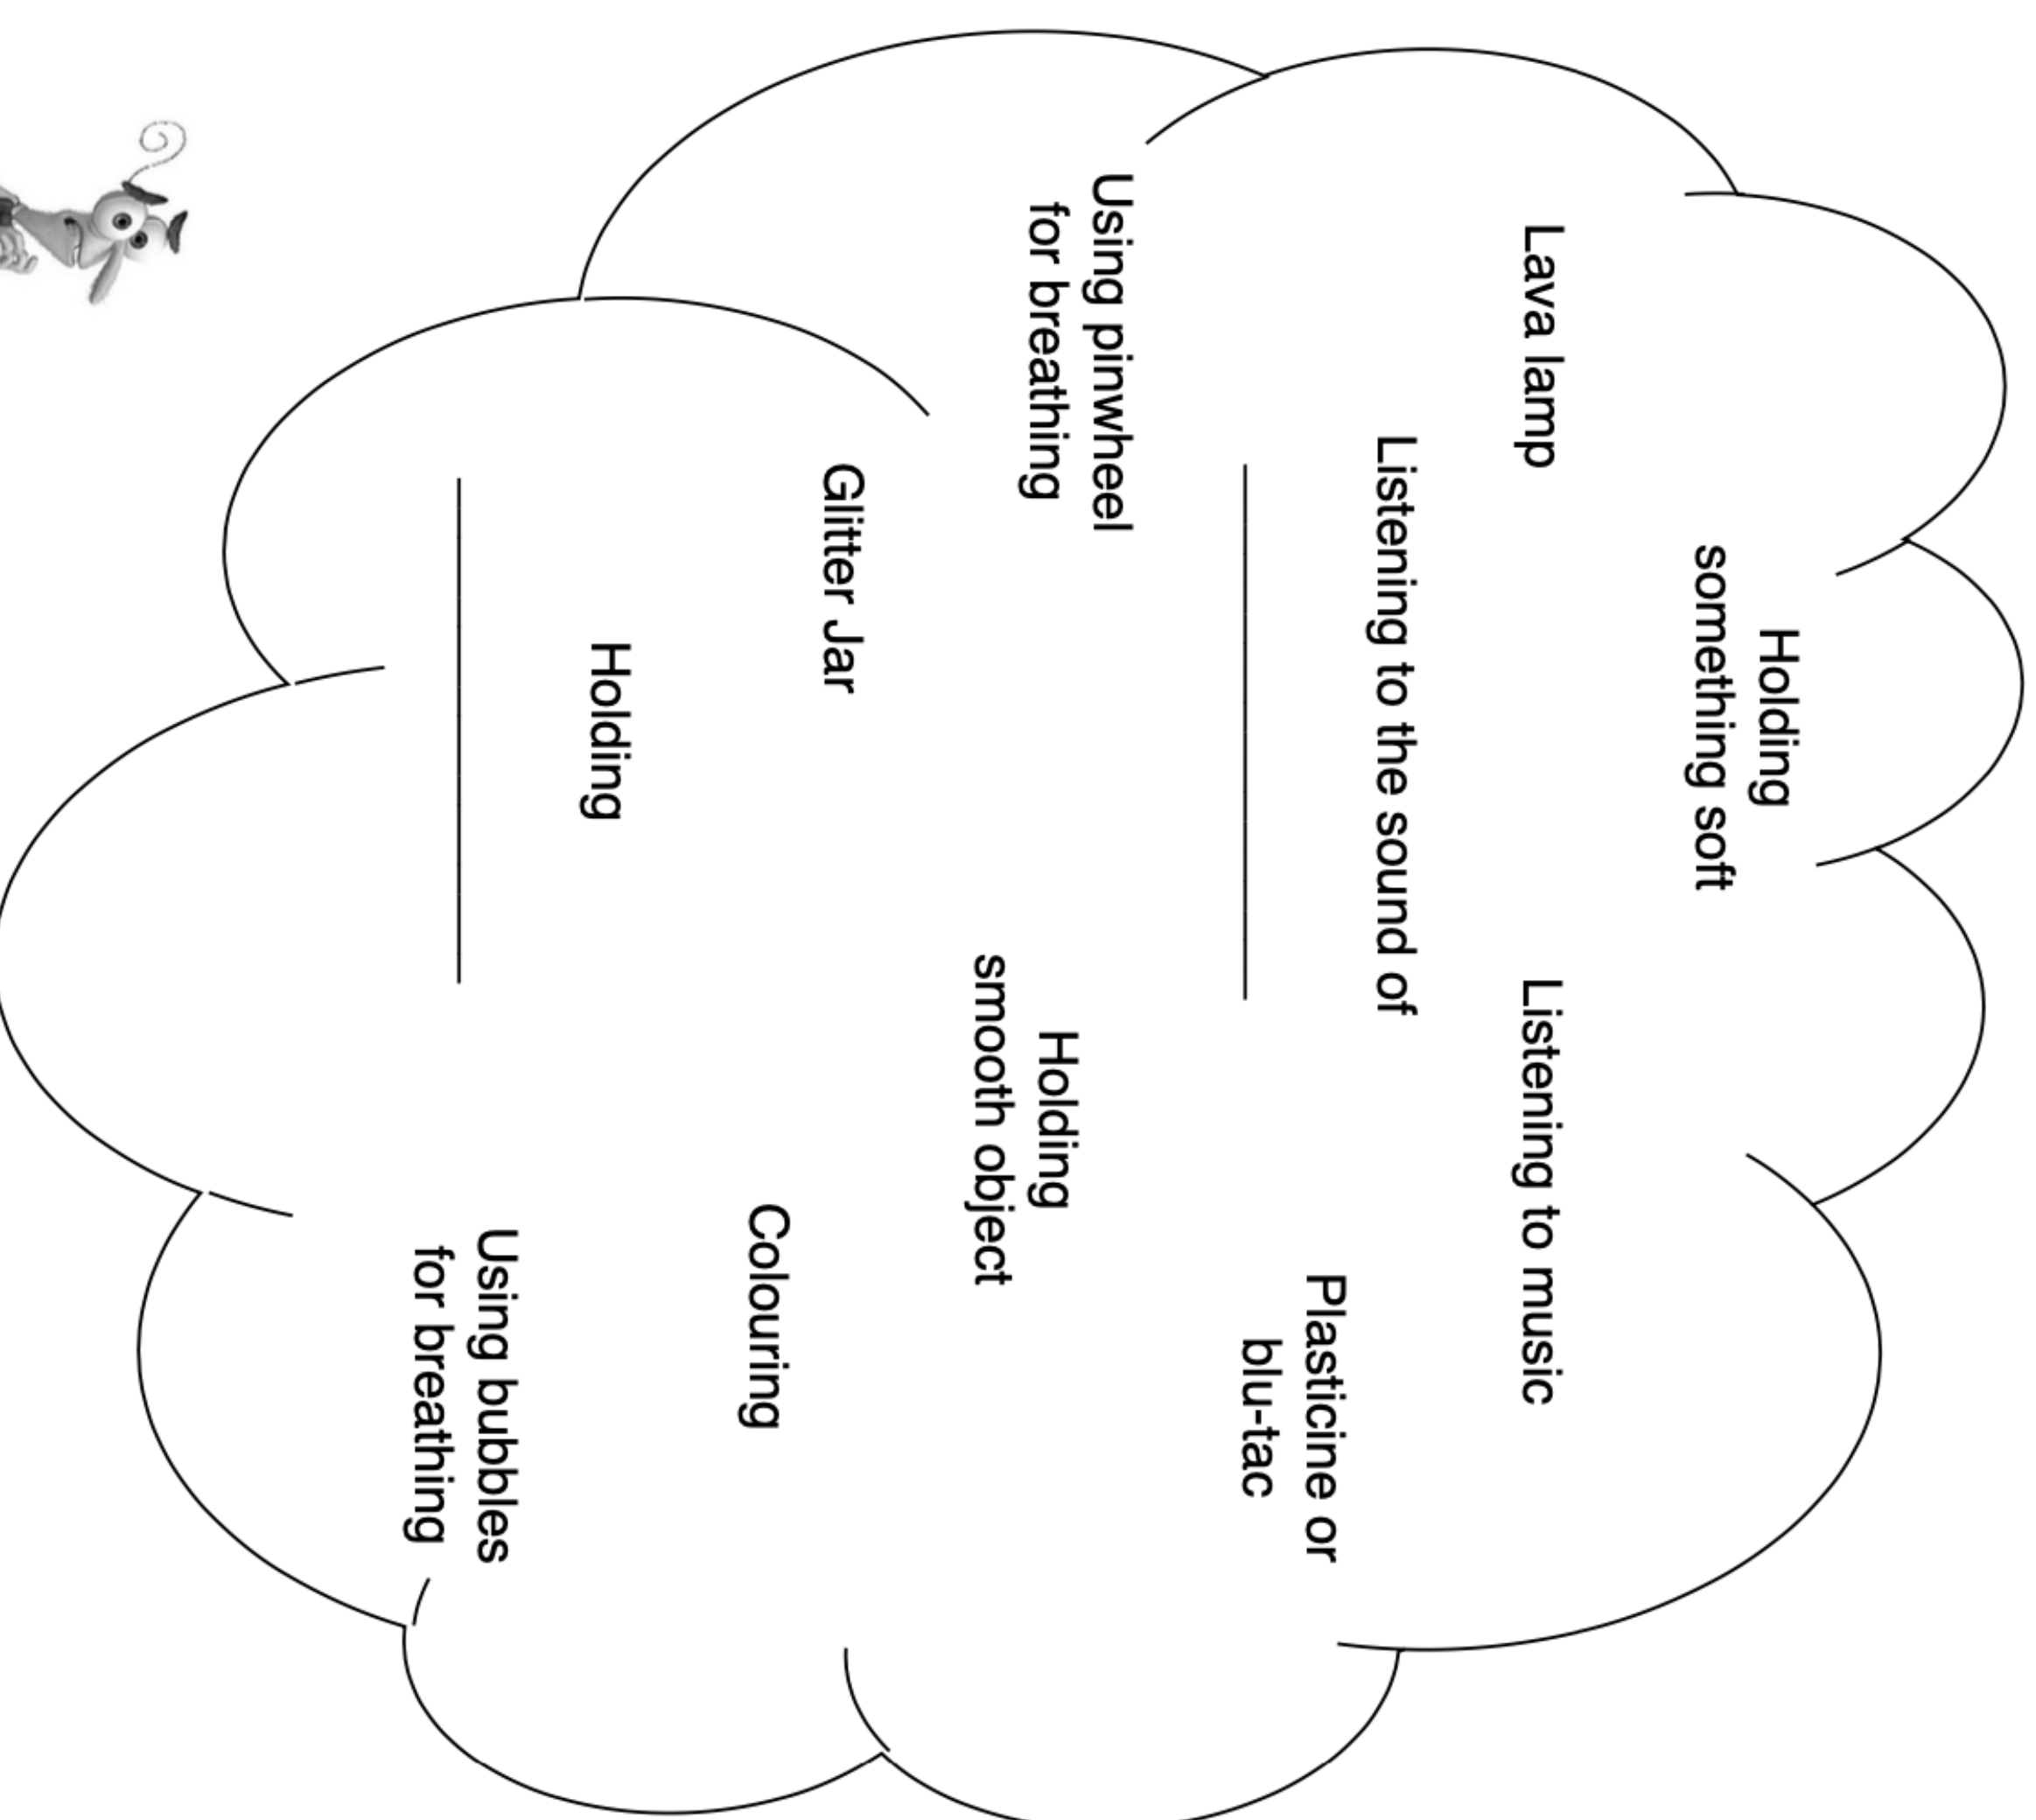 Holding
something soft
Lava lamp
Listening to music
Listening to the sound of
Plasticine or
blu-tac
Using pinwheel
for breathing
Holding
smooth object
Glitter Jar
Colouring
Holding
Using bubbles
for breathing